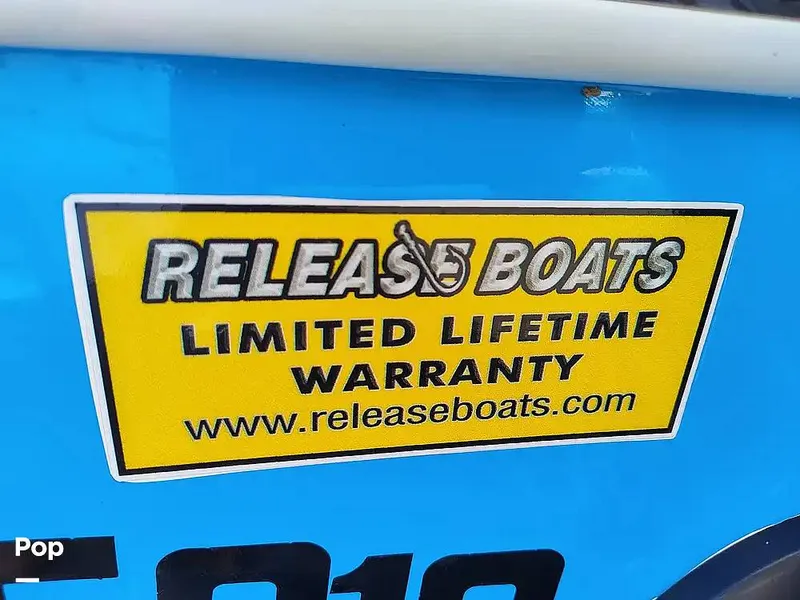 RELEASE BOATS
LIMITED LIFETIME
WARRANTY
www.releaseboats.com
Pop